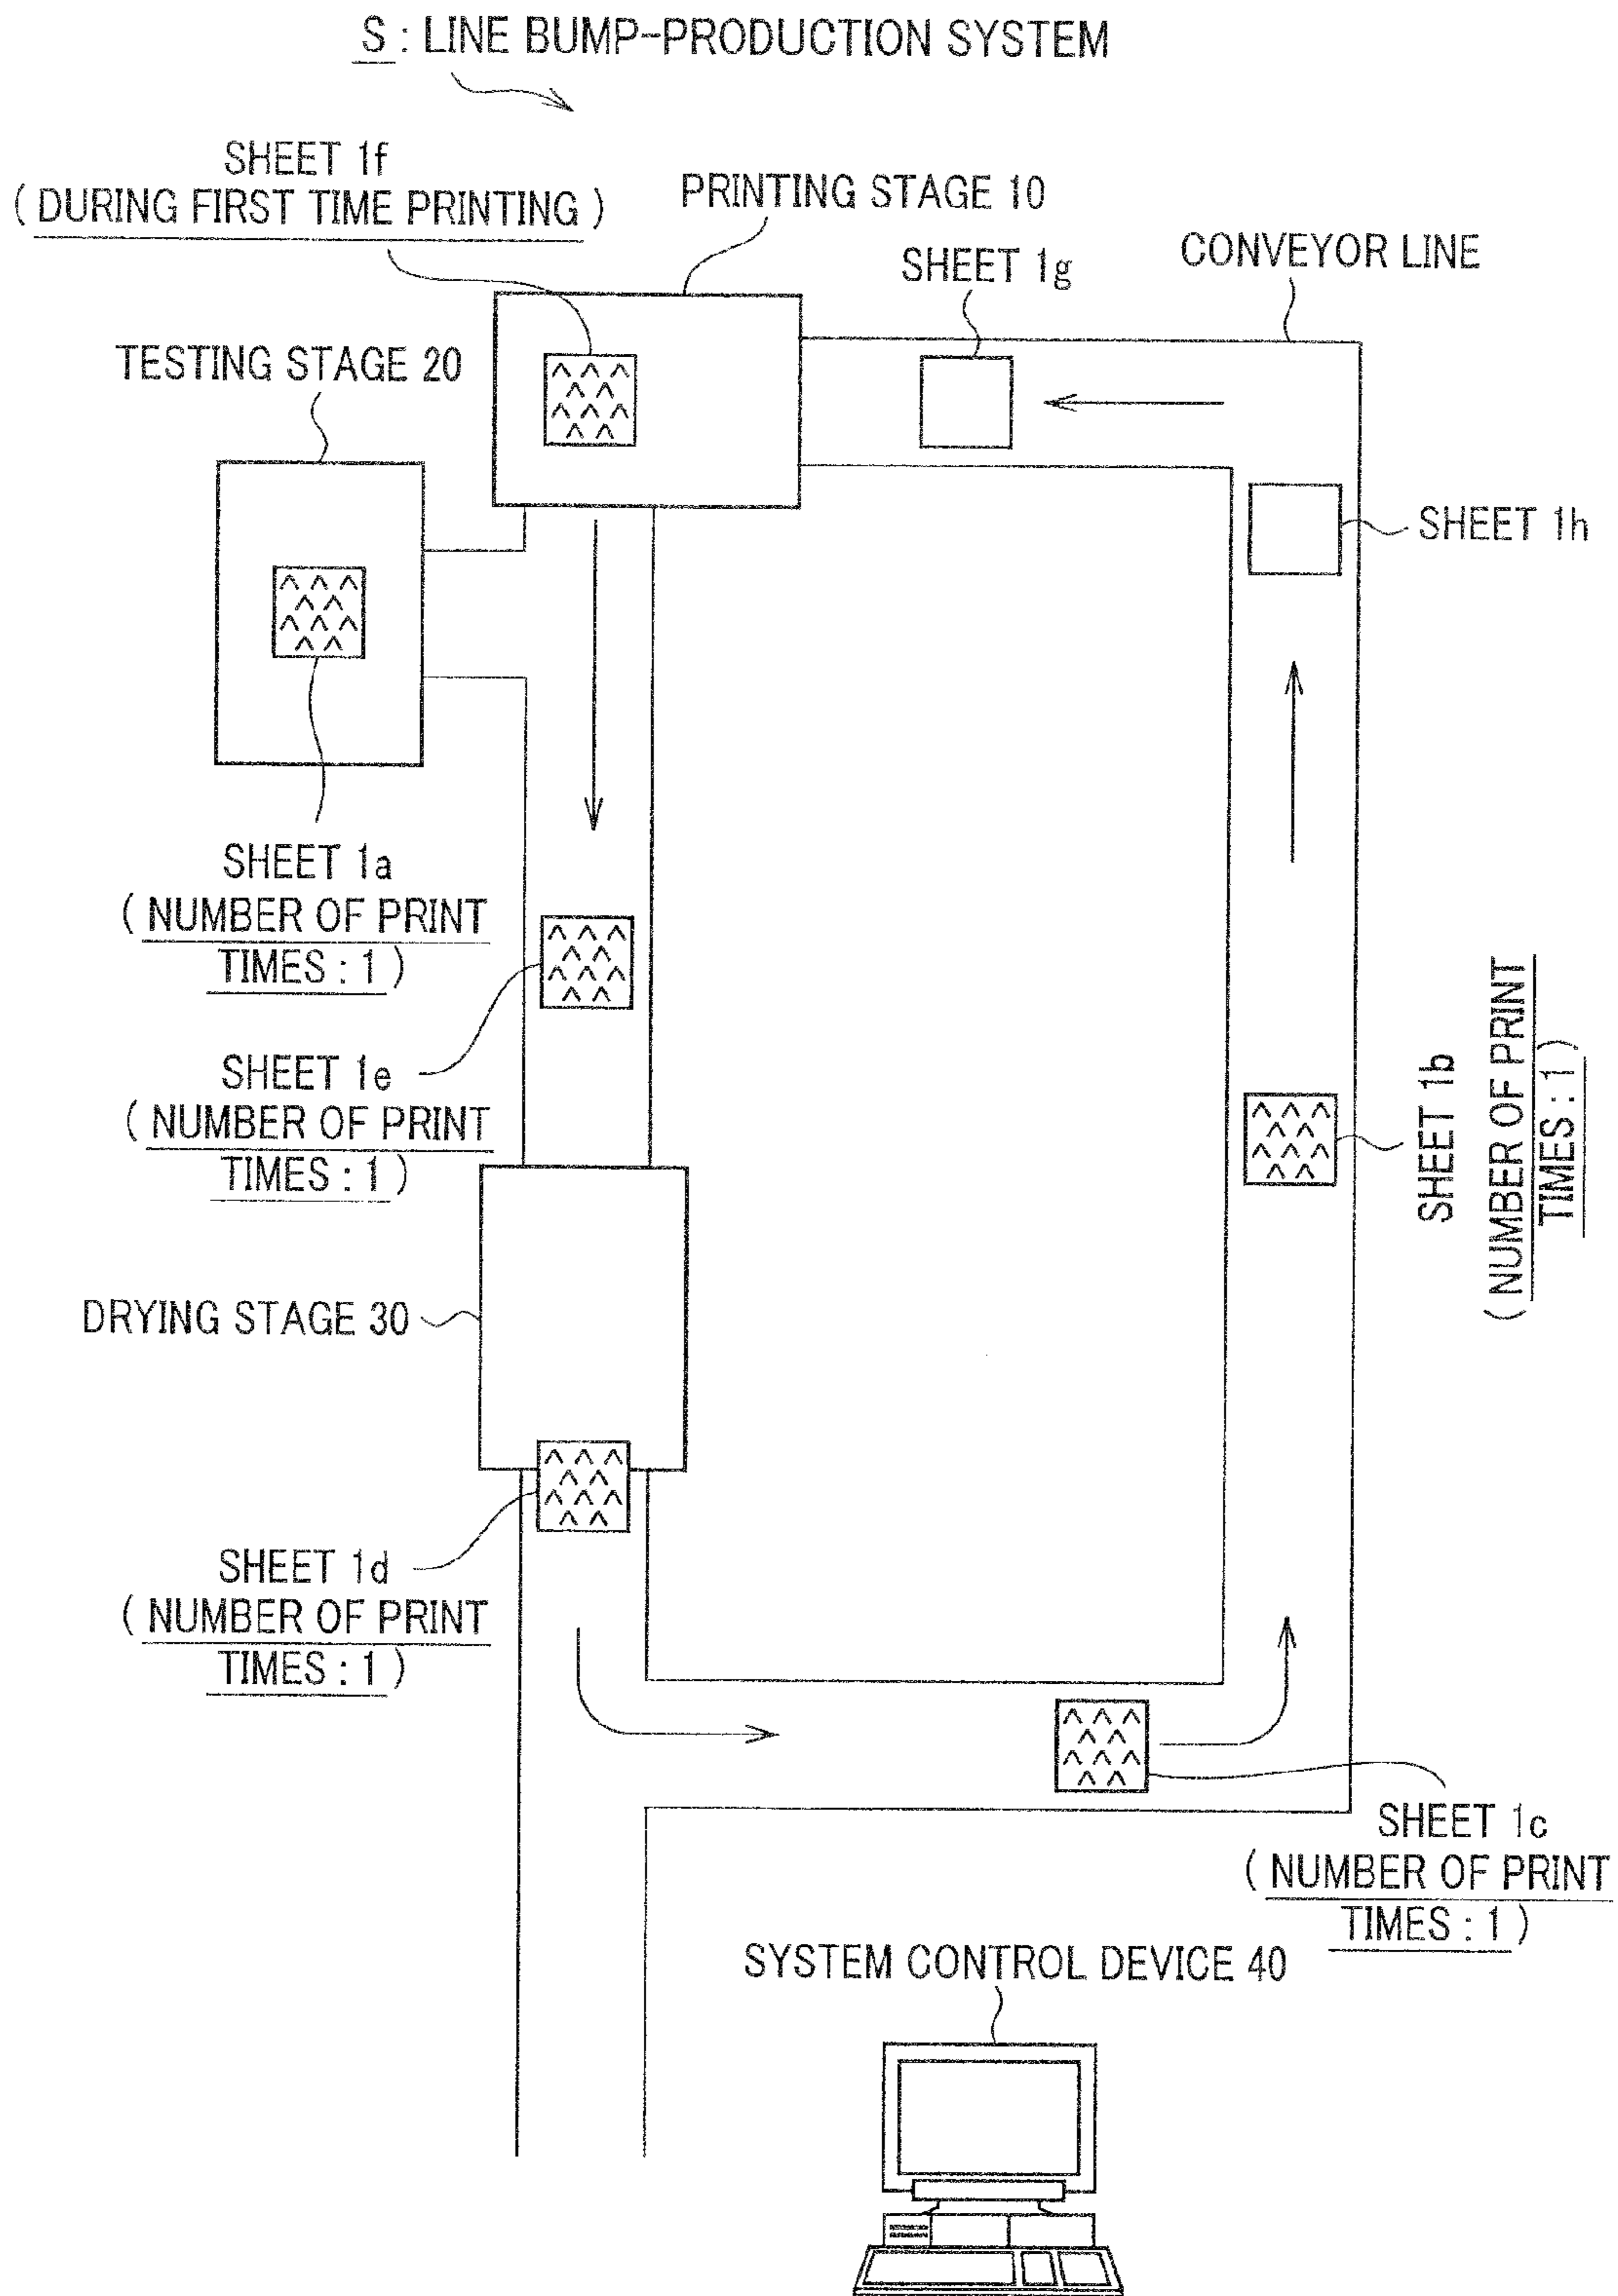 S : LINE BUMP-PRODUCTION SYSTEM
SHEET 1f
( DURING FIRST TIME PRINTING )
PRINTING STAGE 10
SHEET 1g
CONVEYOR LINE
TESTING STAGE 20
SHEET 1h
SHEET 1a
( NUMBER OF PRINT
TIMES : 1 )
SHEET 1e
( NUMBER OF PRINT
TIMES : 1 )
SHEET 1b
( NUMBER OF PRINT
TIMES : 1 )
DRYING STAGE 30
SHEET 1d
( NUMBER OF PRINT
TIMES : 1 )
SHEET 1c
( NUMBER OF PRINT
TIMES : 1 )
SYSTEM CONTROL DEVICE 40